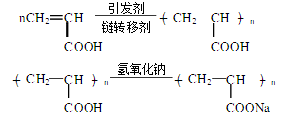 nCH₂=CH 引发剂 —(CH₂—CH—)n
链转移剂
COOH COOH
—(CH₂—CH—)n 氢氧化钠 —(CH₂—CH—)n
COOH COONa